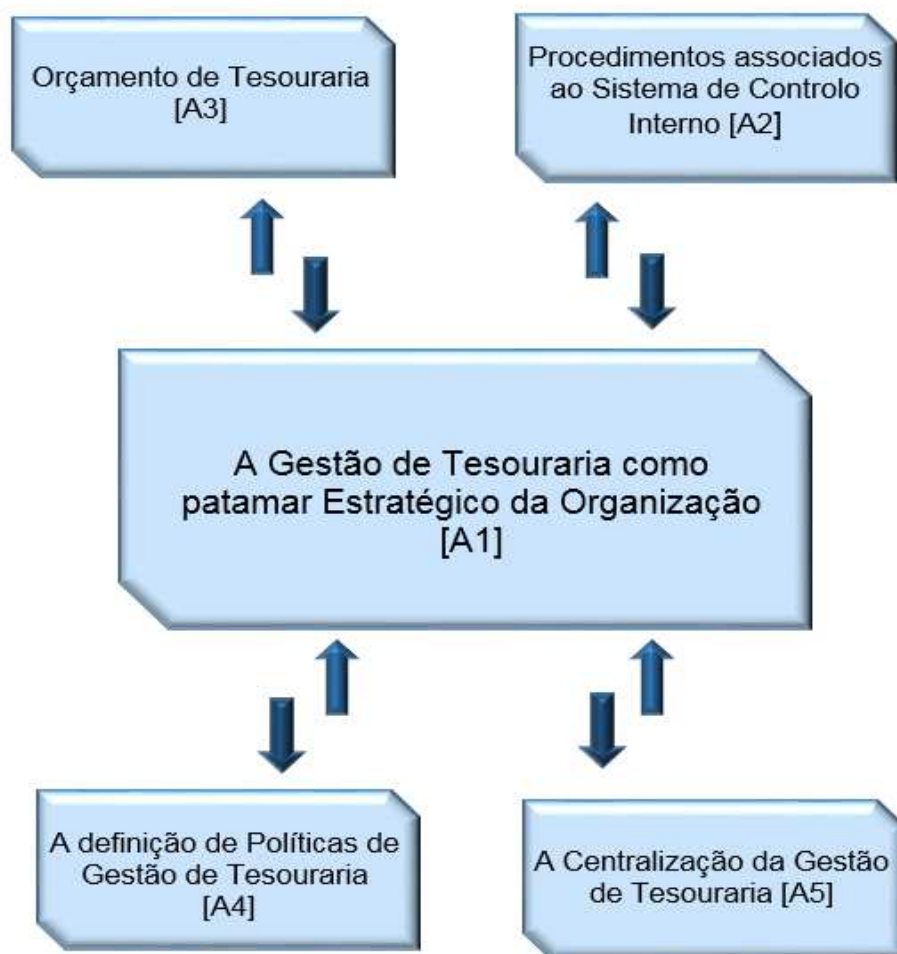 Orçamento de Tesouraria
[A3]
Procedimentos associados
ao Sistema de Controlo
Interno [A2]
A Gestão de Tesouraria como
patamar Estratégico da Organização
[A1]
A definição de Políticas de
Gestão de Tesouraria
[A4]
A Centralização da Gestão
de Tesouraria [A5]